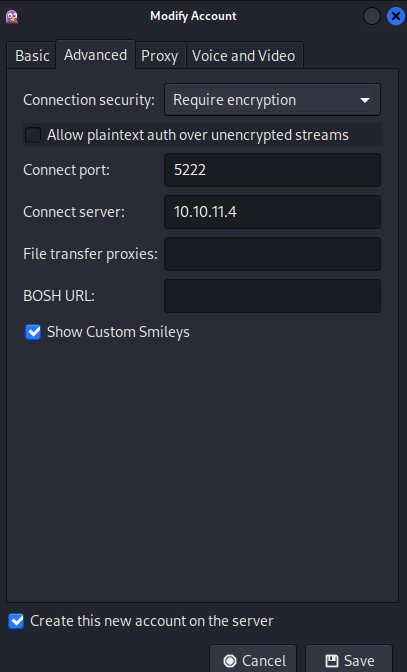 Modify Account
Basic Advanced Proxy Voice and Video
Connection security: Require encryption
Allow plaintext auth over unencrypted streams
Connect port: 5222
Connect server: 10.10.11.4
File transfer proxies:
BOSH URL:
Show Custom Smileys
Create this new account on the server
Cancel Save